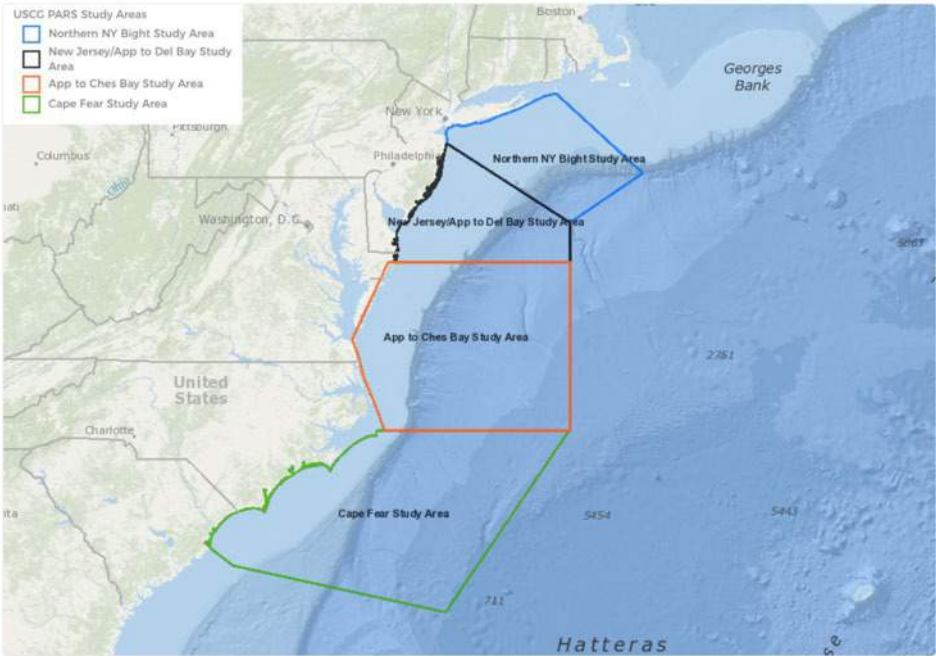 USCG PARS Study Areas
Northern NY Bight Study Area
New Jersey/App to Del Bay Study
Area
App to Ches Bay Study Area
Cape Fear Study Area
Boston
Georges
Bank
New York
Pittsburgh
Columbus
Philadelphia
Northern NY Bight Study Area
Ohio
Washington, D.C.
New Jersey/App to Del Bay Study Area
App to Ches Bay Study Area
2761
United
States
Charlotte
Cape Fear Study Area
5454
5443
711
Hatteras